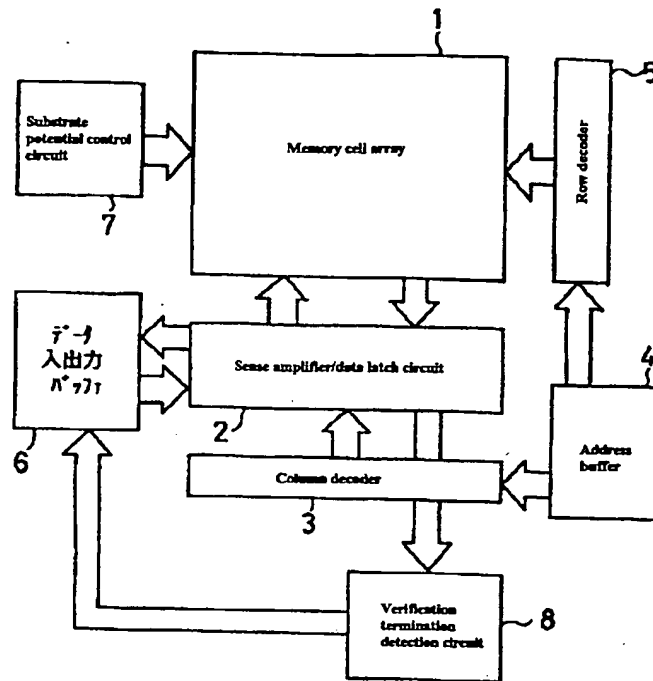 1
5
Substrate
potential control
circuit
7
Memory cell array
Row decoder
データ
入出力
バッファ
6
Sense amplifier/data latch circuit
2
4
Address
buffer
Column decoder
3
Verification
termination
detection circuit
8